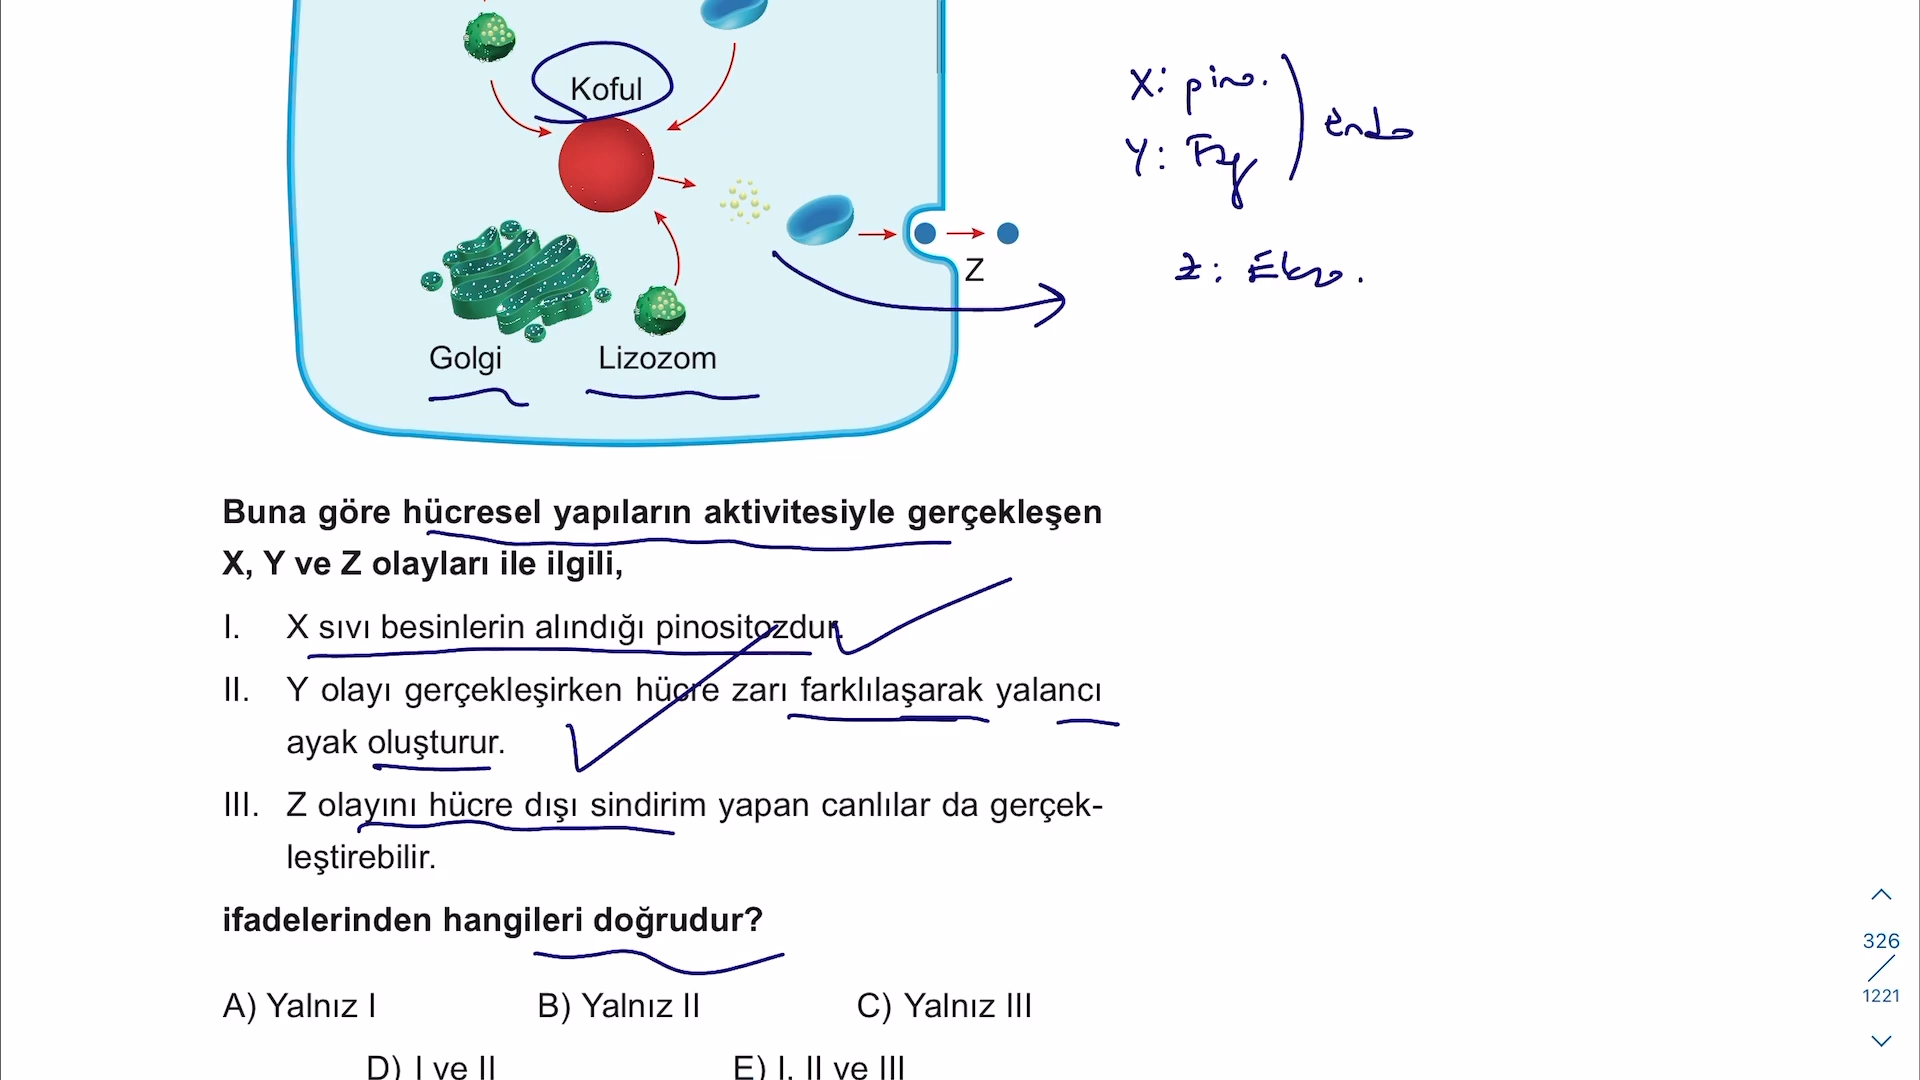 Koful
X: pino.
Y: Fag
endo
Z
Z: Ekzo.
Golgi Lizozom
Buna göre hücresel yapıların aktivitesiyle gerçekleşen
X, Y ve Z olayları ile ilgili,
I. X sıvı besinlerin alındığı pinositozdur.
II. Y olayı gerçekleşirken hücre zarı farklılaşarak yalancı
ayak oluşturur.
III. Z olayını hücre dışı sindirim yapan canlılar da gerçek-
leştirebilir.
ifadelerinden hangileri doğrudur?
A) Yalnız I B) Yalnız II C) Yalnız III
D) I ve II E) I, II ve III
326
1221